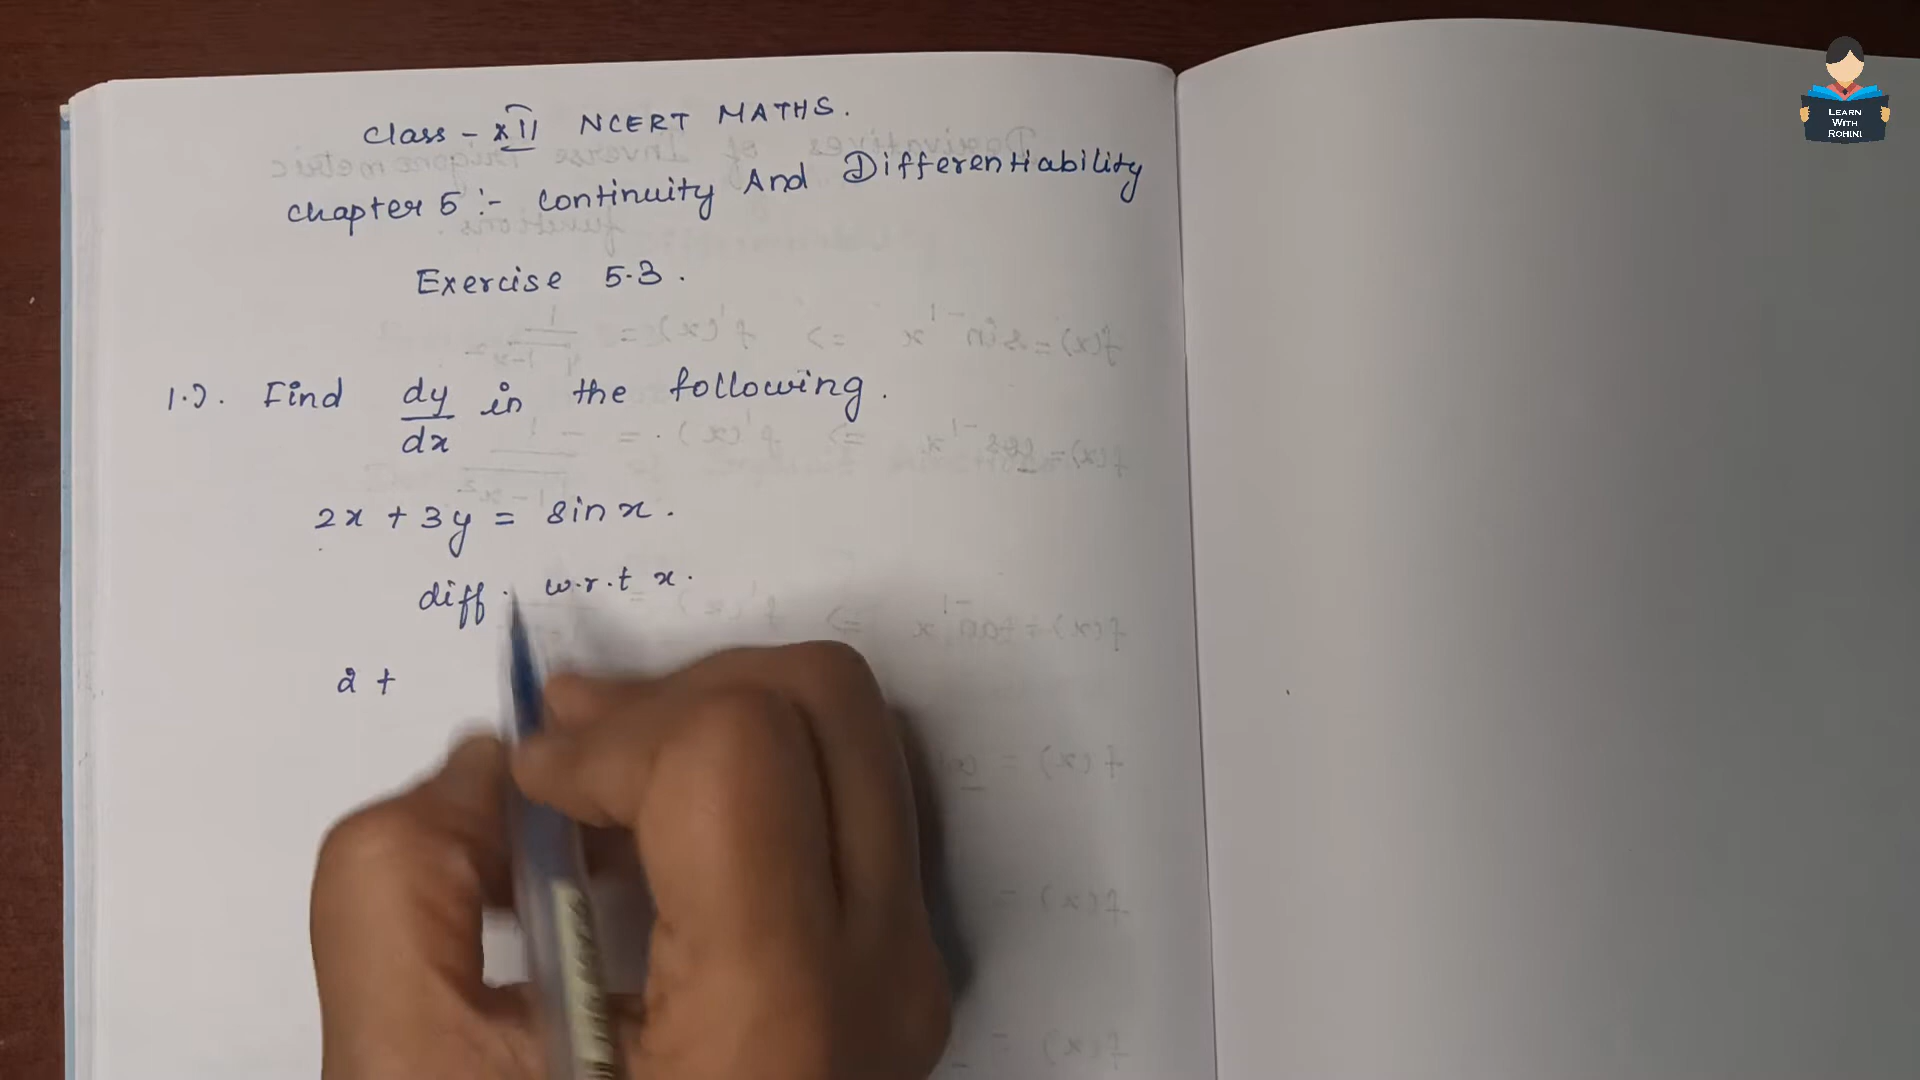 Class - XII NCERT MATHS.
Chapter 5 :- Continuity And Differentiability
Exercise 5.3.
1.). Find dy/dx in the following.
2x + 3y = sin x.
diff. w.r.t x.
2 +
LEARN
WITH
ROHINI